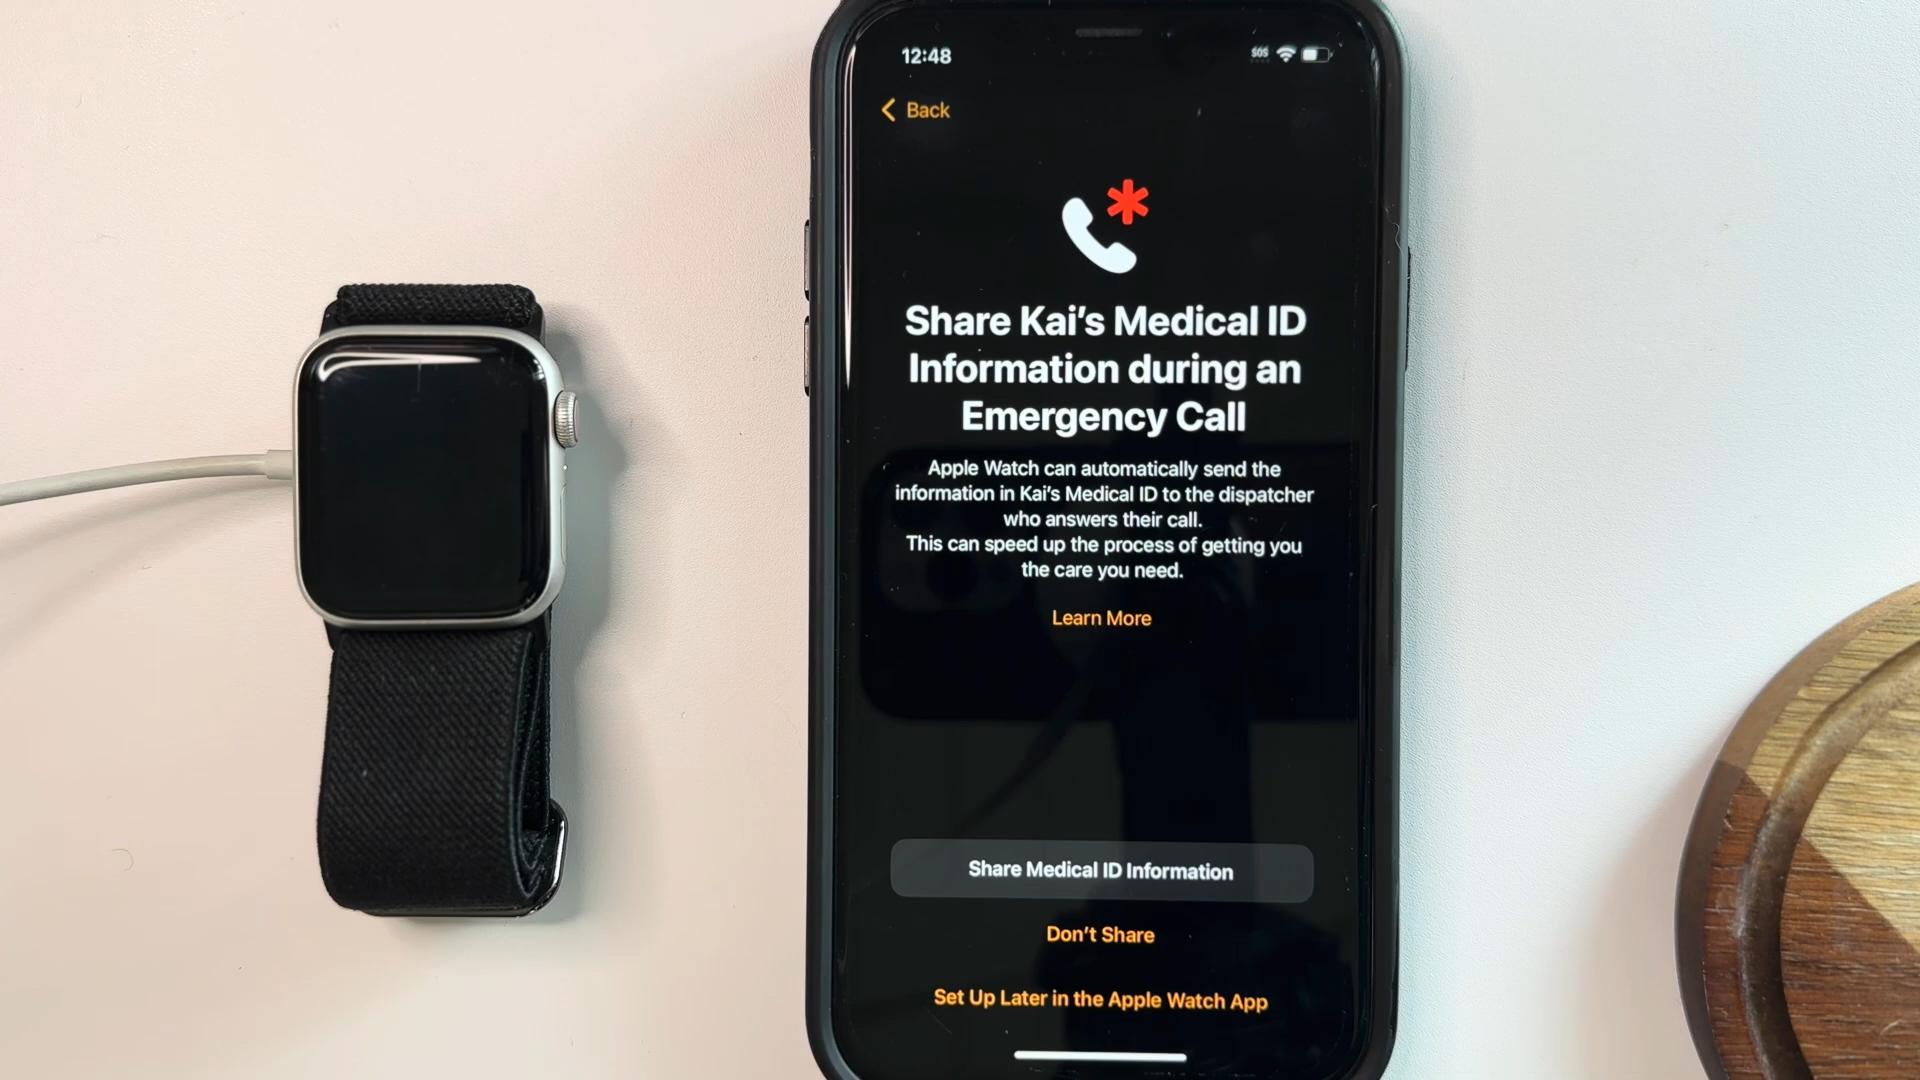 12:48
SOS
Back
Share Kai's Medical ID
Information during an
Emergency Call
Apple Watch can automatically send the
information in Kai's Medical ID to the dispatcher
who answers their call.
This can speed up the process of getting you
the care you need.
Learn More
Share Medical ID Information
Don't Share
Set Up Later in the Apple Watch App